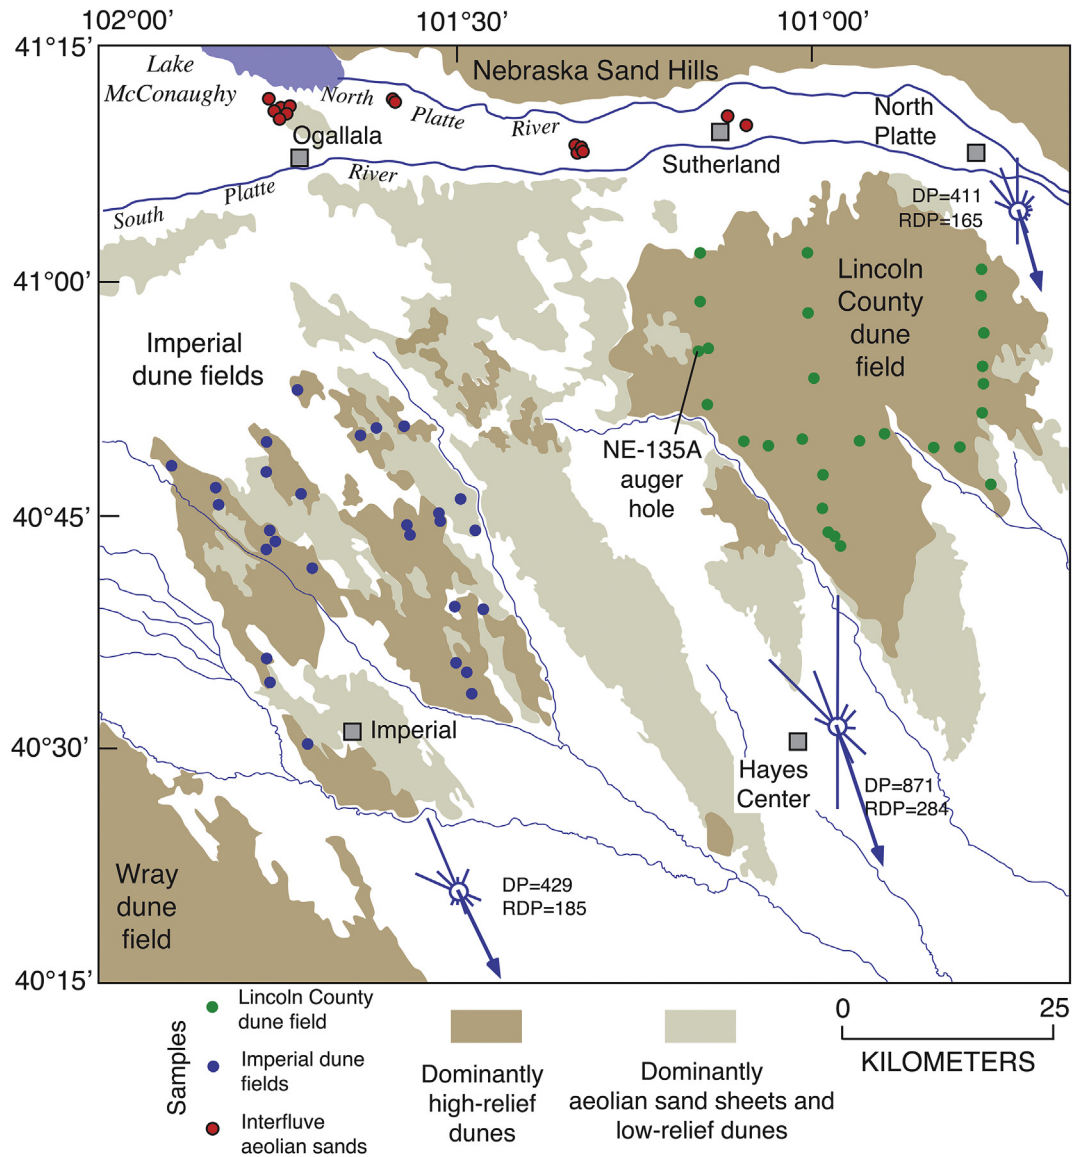 102°00'
101°30'
101°00'
41°15'
Lake
McConaughy
Nebraska Sand Hills
North
Platte
River
North
Platte
Ogallala
Sutherland
South
Platte
River
DP=411
RDP=165
41°00'
Lincoln
County
dune
field
Imperial
dune fields
NE-135A
auger
hole
40°45'
40°30'
Imperial
Hayes
Center
DP=871
RDP=284
Wray
dune
field
DP=429
RDP=185
40°15'
Samples
Lincoln County
dune field
Imperial dune
fields
Interfluve
aeolian sands
Dominantly
high-relief
dunes
Dominantly
aeolian sand sheets and
low-relief dunes
0
25
KILOMETERS